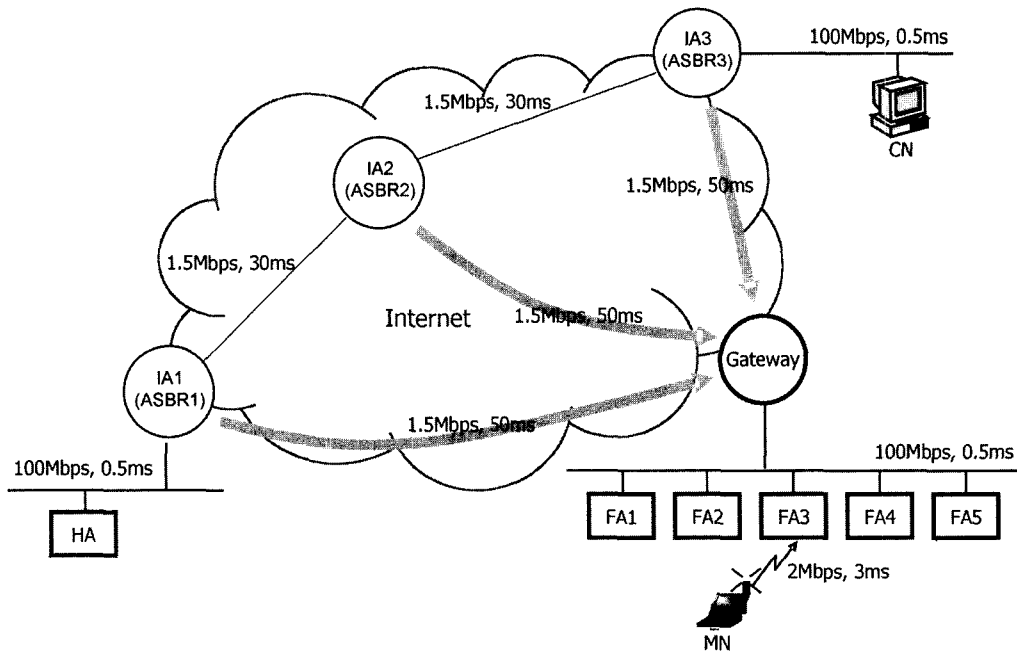 IA3
(ASBR3)
100Mbps, 0.5ms
CN
1.5Mbps, 30ms
IA2
(ASBR2)
1.5Mbps, 50ms
1.5Mbps, 30ms
Internet
1.5Mbps, 50ms
Gateway
IA1
(ASBR1)
1.5Mbps, 50ms
100Mbps, 0.5ms
100Mbps, 0.5ms
HA
FA1
FA2
FA3
FA4
FA5
2Mbps, 3ms
MN